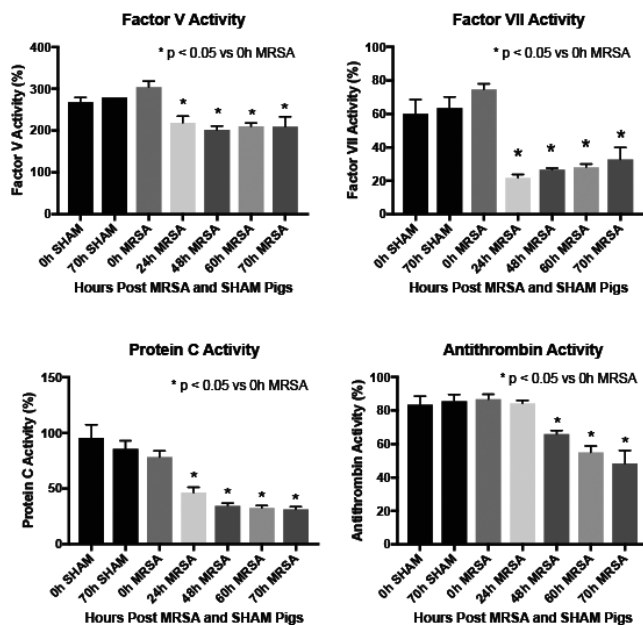 Factor V Activity
* p < 0.05 vs 0h MRSA
Factor V Activity (%)
400
300
200
100
0
* * * *
0h SHAM
70h SHAM
0h MRSA
24h MRSA
48h MRSA
60h MRSA
70h MRSA
Hours Post MRSA and SHAM Pigs
Factor VII Activity
* p < 0.05 vs 0h MRSA
Factor VII Activity (%)
100
80
60
40
20
0
* * * *
0h SHAM
70h SHAM
0h MRSA
24h MRSA
48h MRSA
60h MRSA
70h MRSA
Hours Post MRSA and SHAM Pigs
Protein C Activity
* p < 0.05 vs 0h MRSA
Protein C Activity (%)
150
100
50
0
* * * *
0h SHAM
70h SHAM
0h MRSA
24h MRSA
48h MRSA
60h MRSA
70h MRSA
Hours Post MRSA and SHAM Pigs
Antithrombin Activity
* p < 0.05 vs 0h MRSA
Antithrombin Activity (%)
100
80
60
40
20
0
* * *
0h SHAM
70h SHAM
0h MRSA
24h MRSA
48h MRSA
60h MRSA
70h MRSA
Hours Post MRSA and SHAM Pigs